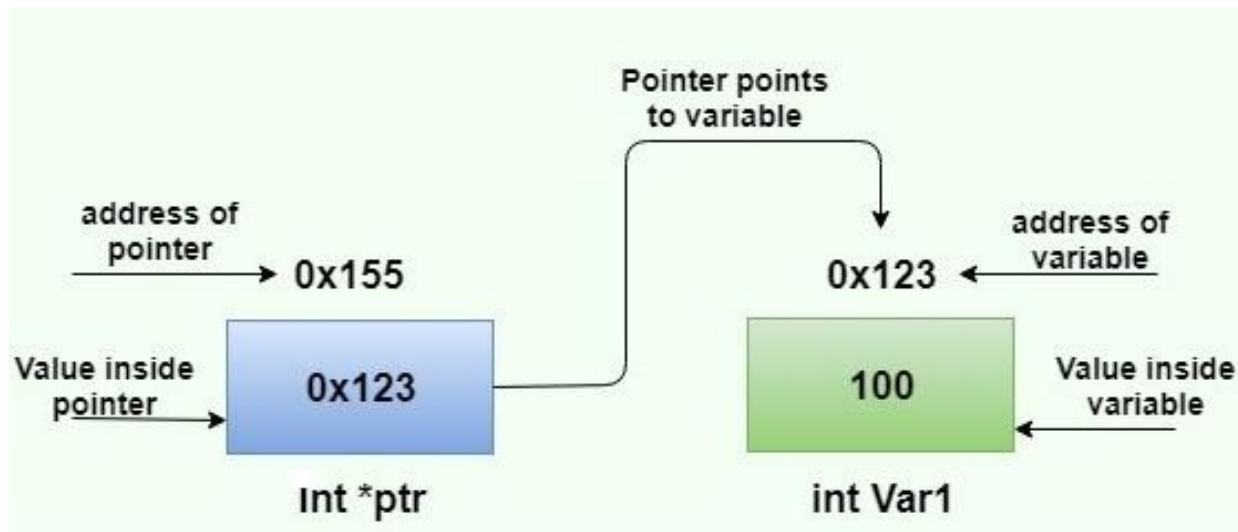 Pointer points
to variable
address of
pointer
0x155
address of
variable
0x123
Value inside
pointer
0x123
100
Value inside
variable
int *ptr
int Var1